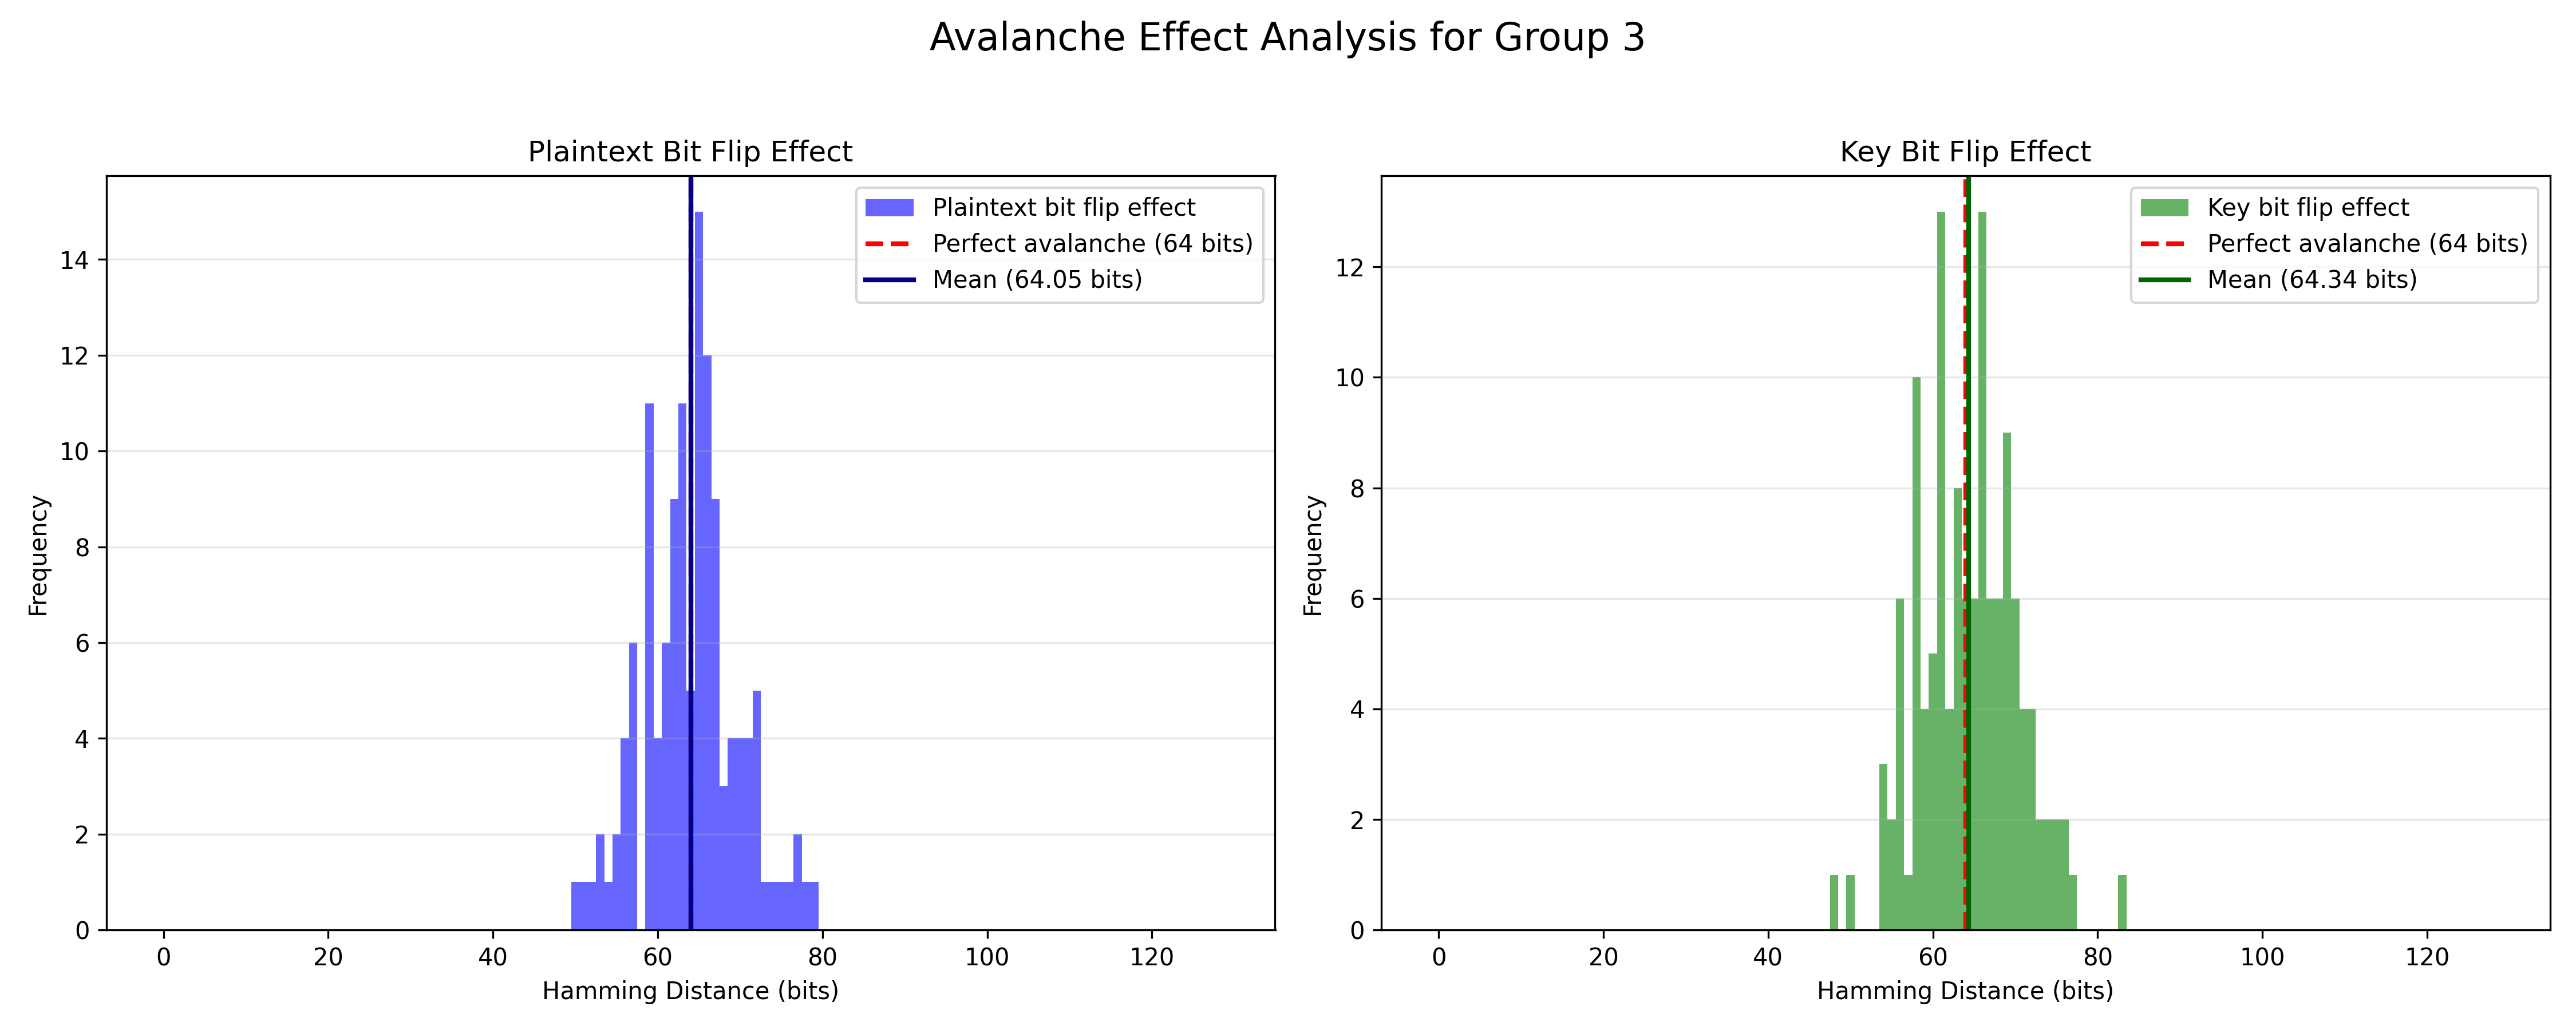 Avalanche Effect Analysis for Group 3
Plaintext Bit Flip Effect
Plaintext bit flip effect
Perfect avalanche (64 bits)
Mean (64.05 bits)
Frequency
14
12
10
8
6
4
2
0
0 20 40 60 80 100 120
Hamming Distance (bits)
Key Bit Flip Effect
Key bit flip effect
Perfect avalanche (64 bits)
Mean (64.34 bits)
Frequency
12
10
8
6
4
2
0
0 20 40 60 80 100 120
Hamming Distance (bits)